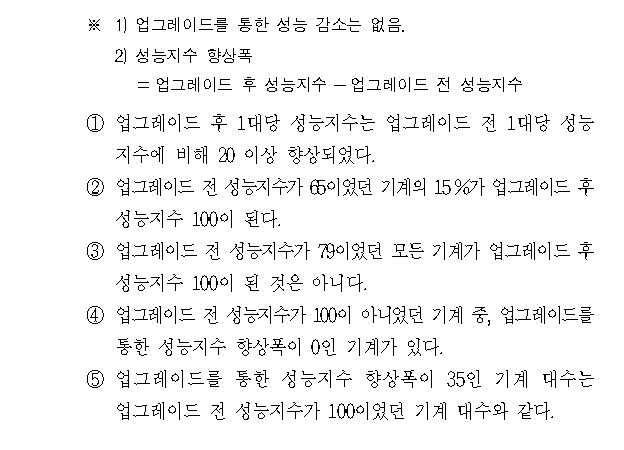 ※ 1) 업그레이드를 통한 성능 감소는 없음.
2) 성능지수 향상폭
= 업그레이드 후 성능지수 - 업그레이드 전 성능지수
① 업그레이드 후 1대당 성능지수는 업그레이드 전 1대당 성능
지수에 비해 20 이상 향상되었다.
② 업그레이드 전 성능지수가 65이었던 기계의 15%가 업그레이드 후
성능지수 100이 된다.
③ 업그레이드 전 성능지수가 79이었던 모든 기계가 업그레이드 후
성능지수 100이 된 것은 아니다.
④ 업그레이드 전 성능지수가 100이 아니었던 기계 중, 업그레이드를
통한 성능지수 향상폭이 0인 기계가 있다.
⑤ 업그레이드를 통한 성능지수 향상폭이 35인 기계 대수는
업그레이드 전 성능지수가 100이었던 기계 대수와 같다.